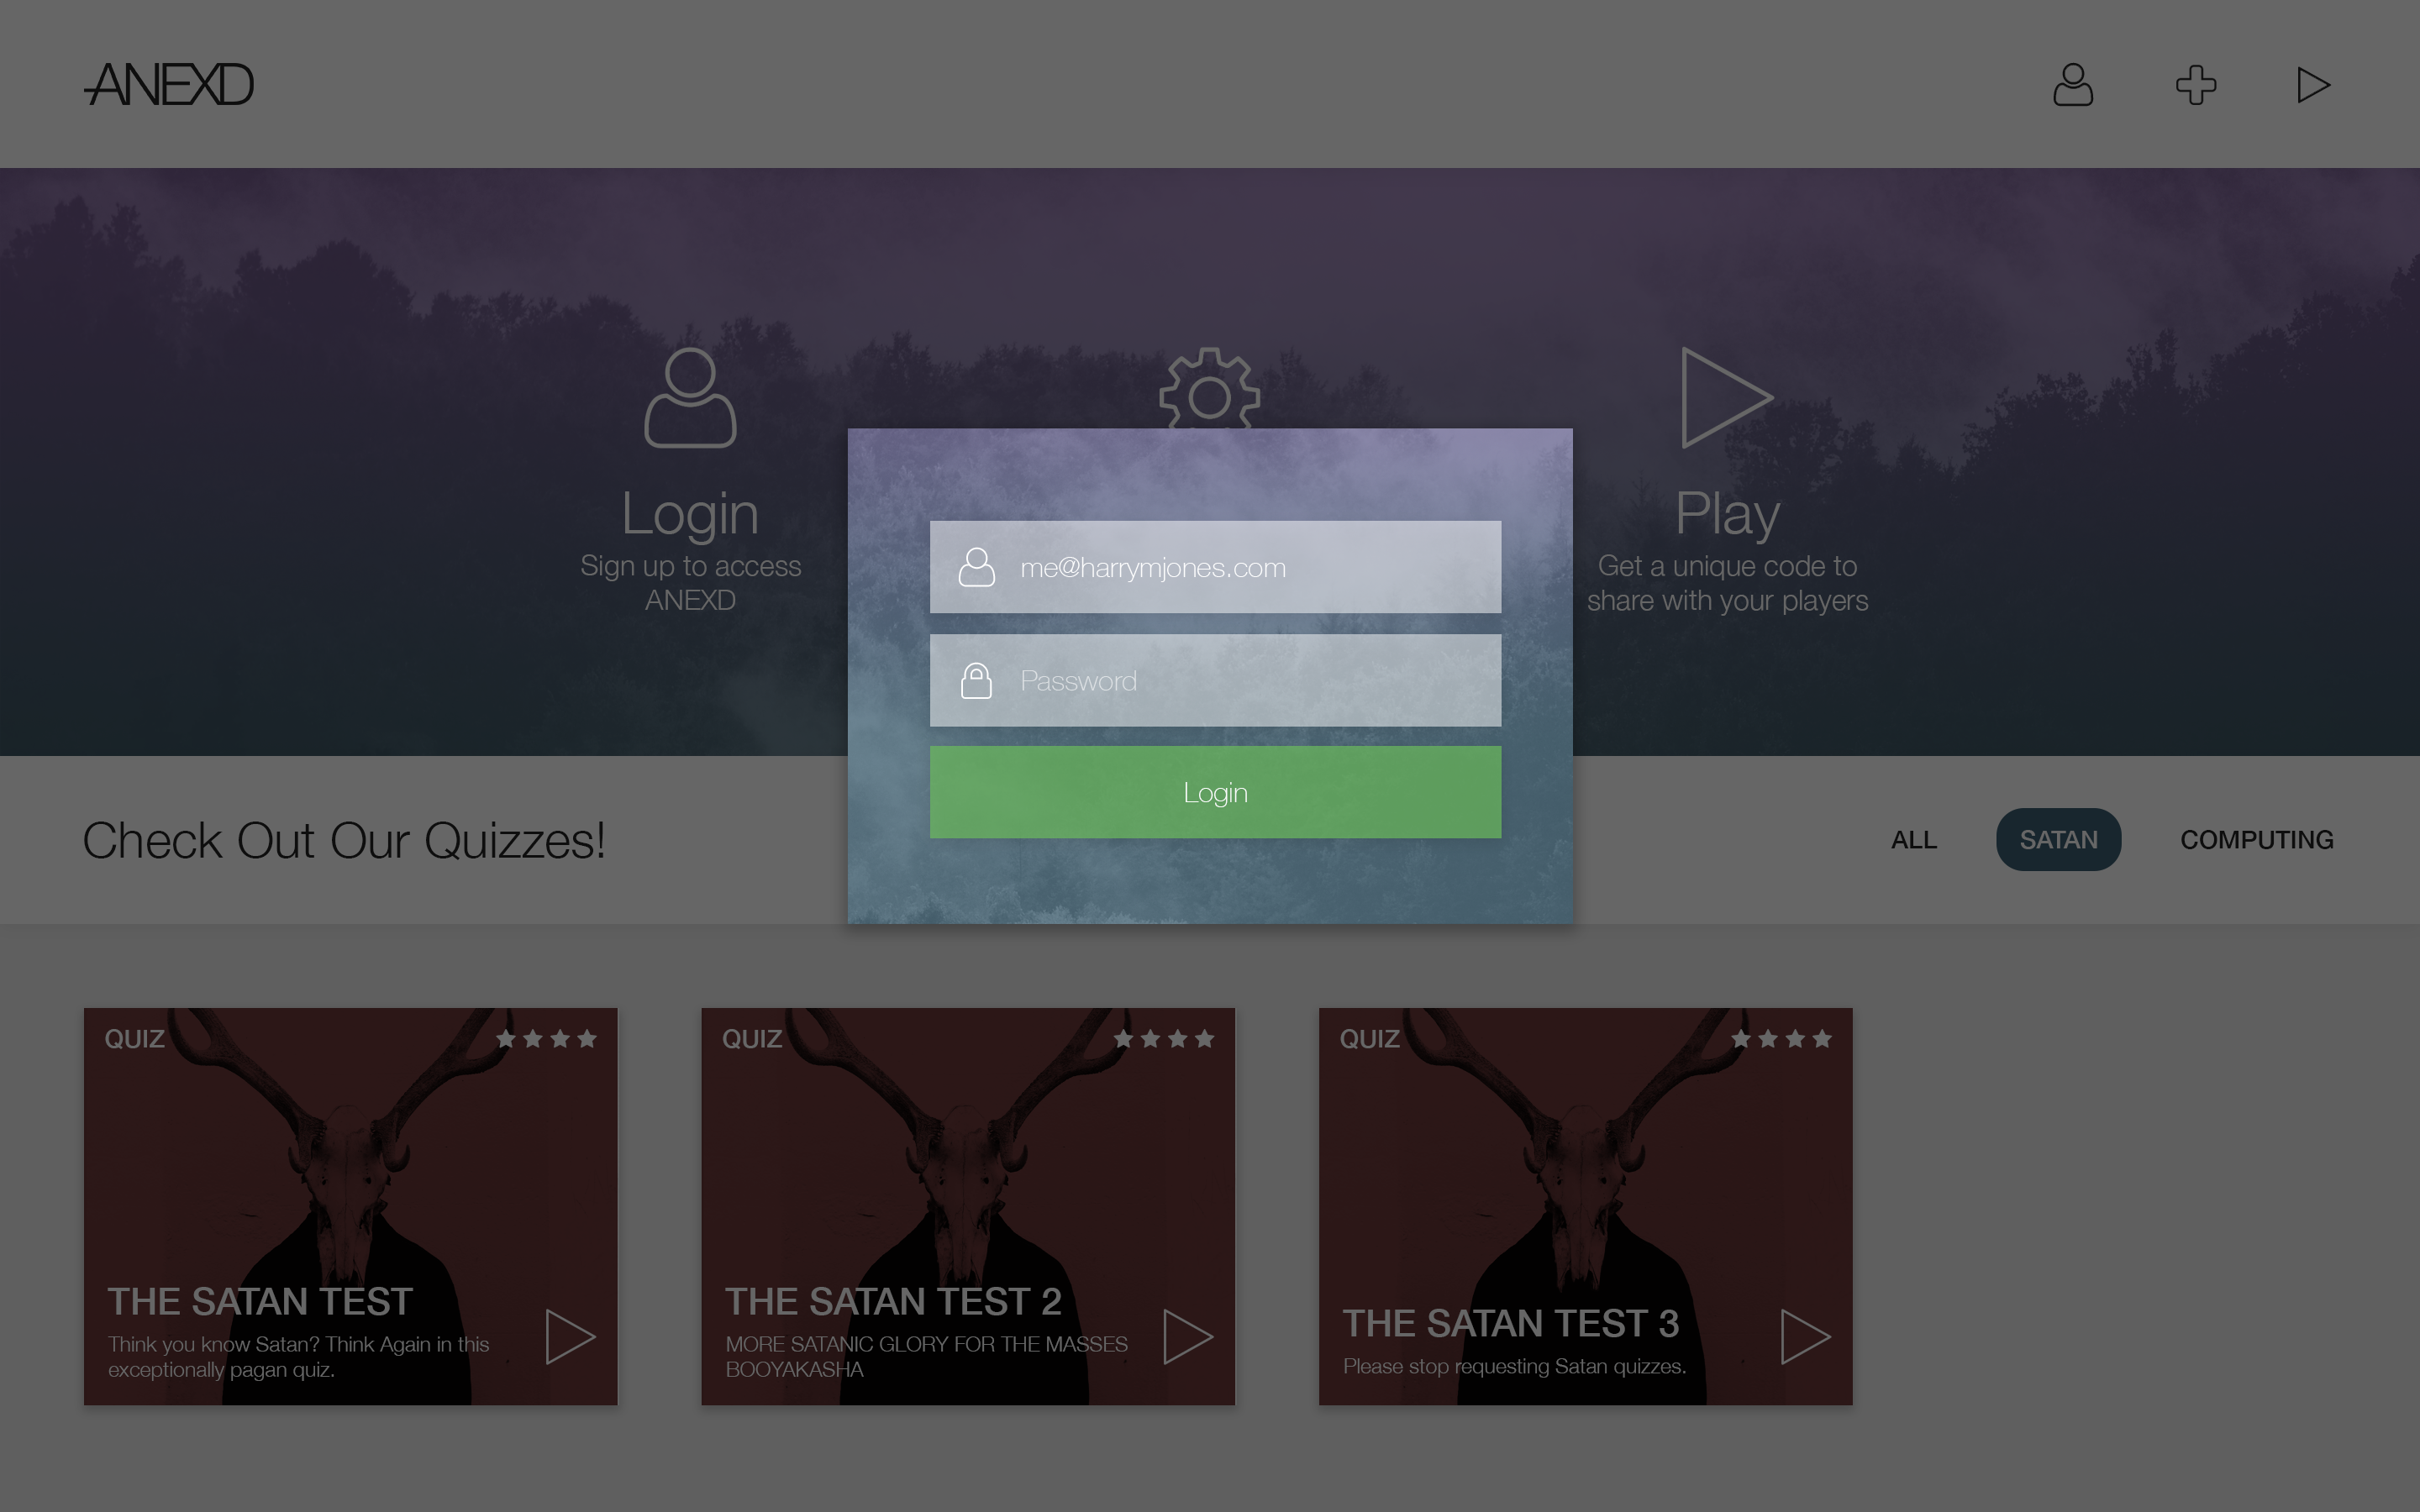 ANEXD
Login
Sign up to access
ANEXD
Play
Get a unique code to
share with your players
me@harrymjones.com
Password
Login
Check Out Our Quizzes!
ALL
SATAN
COMPUTING
QUIZ
THE SATAN TEST
Think you know Satan? Think Again in this
exceptionally pagan quiz.
QUIZ
THE SATAN TEST 2
MORE SATANIC GLORY FOR THE MASSES
BOOYAKASHA
QUIZ
THE SATAN TEST 3
Please stop requesting Satan quizzes.